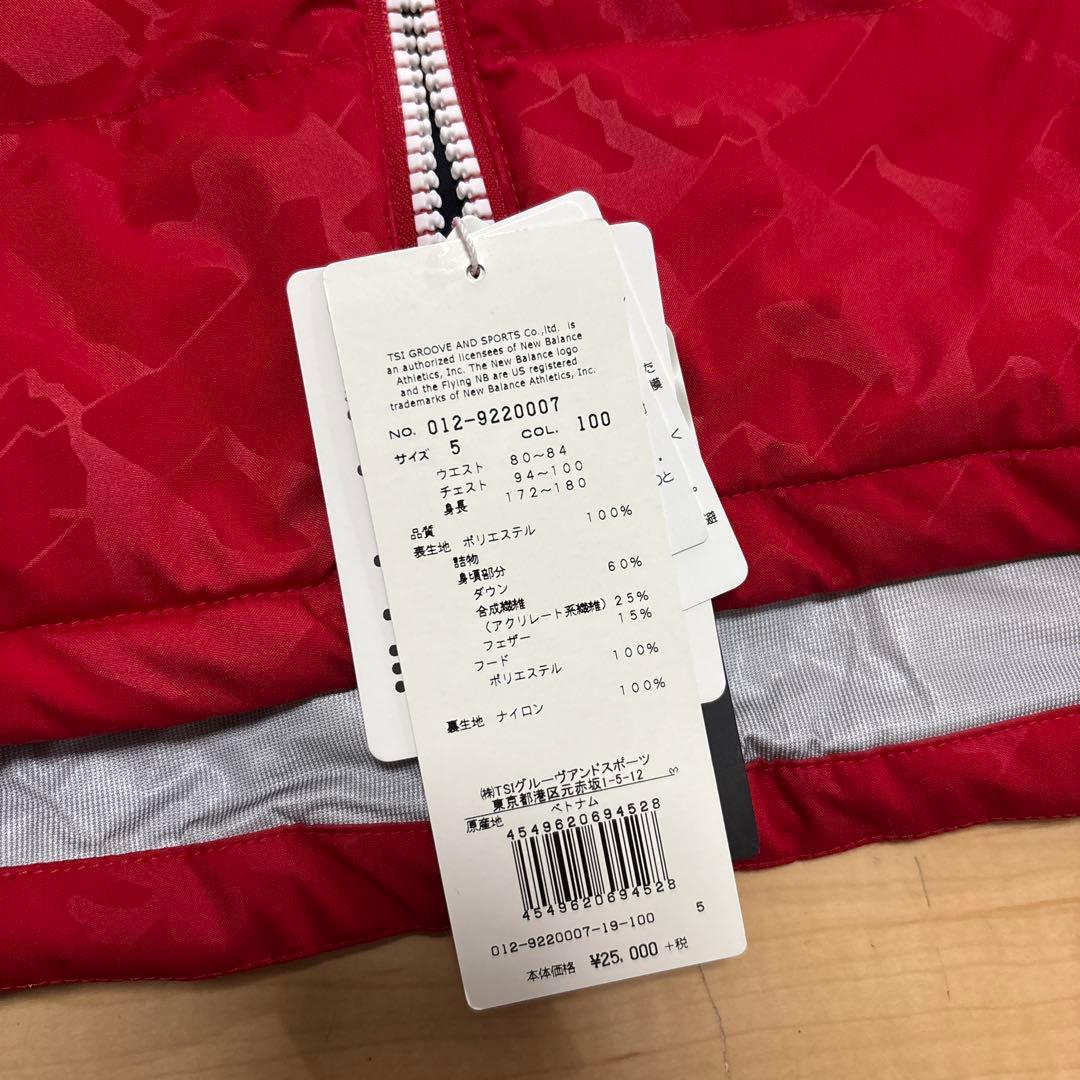 TSI GROOVE AND SPORTS Co.,ltd. is
an authorized licensees of New Balance
Athletics, Inc. The New Balance logo
and the Flying NB are US registered
trademarks of New Balance Athletics, Inc.
NO. 012-9220007
サイズ 5 COL. 100
ウエスト 80～84
チェスト 94～100
身長 172～180
品質
表生地 ポリエステル 100%
詰物
身頃部分
ダウン 60%
合成繊維
(アクリレート系繊維) 25%
フェザー 15%
フード
ポリエステル 100%
裏生地 ナイロン 100%
㈱TSIグルーヴアンドスポーツ
東京都港区元赤坂1-5-12 3
原産地 ベトナム
4549620694528
4549620694528
012-9220007-19-100 5
本体価格 ¥25,000 +税
た
横
く
・
のと
。
避